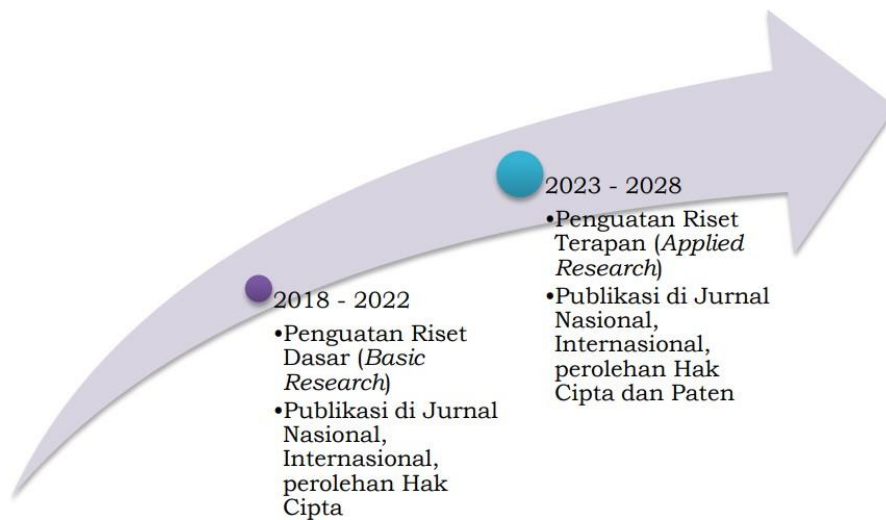 2018 - 2022
•Penguatan Riset
Dasar (Basic
Research)
•Publikasi di Jurnal
Nasional,
Internasional,
perolehan Hak
Cipta
2023 - 2028
•Penguatan Riset
Terapan (Applied
Research)
•Publikasi di Jurnal
Nasional,
Internasional,
perolehan Hak
Cipta dan Paten